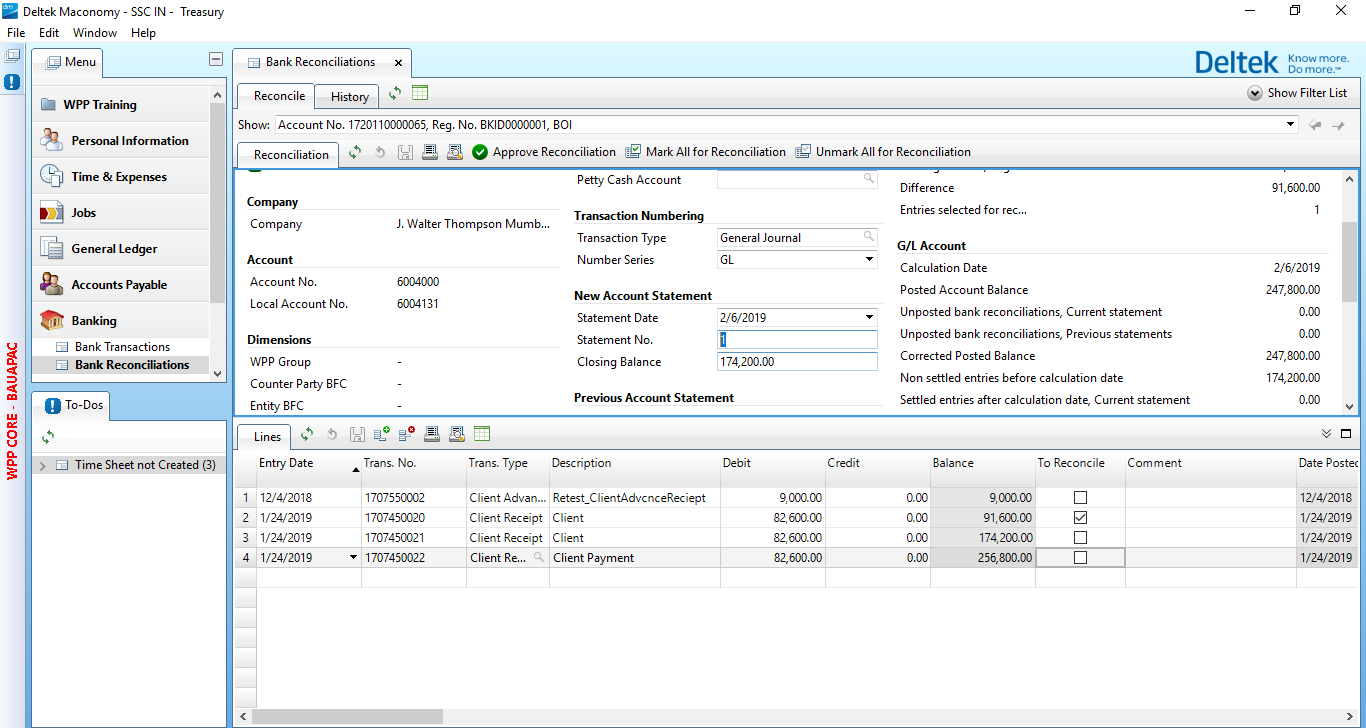 Deltek Maconomy - SSC IN - Treasury
File Edit Window Help
Menu
Bank Reconciliations
Deltek Know more. Do more.™
WPP Training
Personal Information
Time & Expenses
Jobs
General Ledger
Accounts Payable
Banking
Bank Transactions
Bank Reconciliations
To-Dos
Time Sheet not Created (3)
WPP CORE - BAUAPAC
Reconcile History
Show Filter List
Show: Account No. 1720110000065, Reg. No. BKID0000001, BOI
Reconciliation Approve Reconciliation Mark All for Reconciliation Unmark All for Reconciliation
Company
Company J. Walter Thompson Mumb...
Account
Account No. 6004000
Local Account No. 6004131
Dimensions
WPP Group -
Counter Party BFC -
Entity BFC -
Petty Cash Account
Transaction Numbering
Transaction Type General Journal
Number Series GL
New Account Statement
Statement Date 2/6/2019
Statement No. 1
Closing Balance 174,200.00
Previous Account Statement
Difference 91,600.00
Entries selected for rec... 1
G/L Account
Calculation Date 2/6/2019
Posted Account Balance 247,800.00
Unposted bank reconciliations, Current statement 0.00
Unposted bank reconciliations, Previous statements 0.00
Corrected Posted Balance 247,800.00
Non settled entries before calculation date 174,200.00
Settled entries after calculation date, Current statement 0.00
Lines
Entry Date Trans. No. Trans. Type Description Debit Credit Balance To Reconcile Comment Date Posted
1 12/4/2018 1707550002 Client Advan... Retest_ClientAdvcnceReciept 9,000.00 0.00 9,000.00 12/4/2018
2 1/24/2019 1707450020 Client Receipt Client 82,600.00 0.00 91,600.00 1/24/2019
3 1/24/2019 1707450021 Client Receipt Client 82,600.00 0.00 174,200.00 1/24/2019
4 1/24/2019 1707450022 Client Re... Client Payment 82,600.00 0.00 256,800.00 1/24/2019